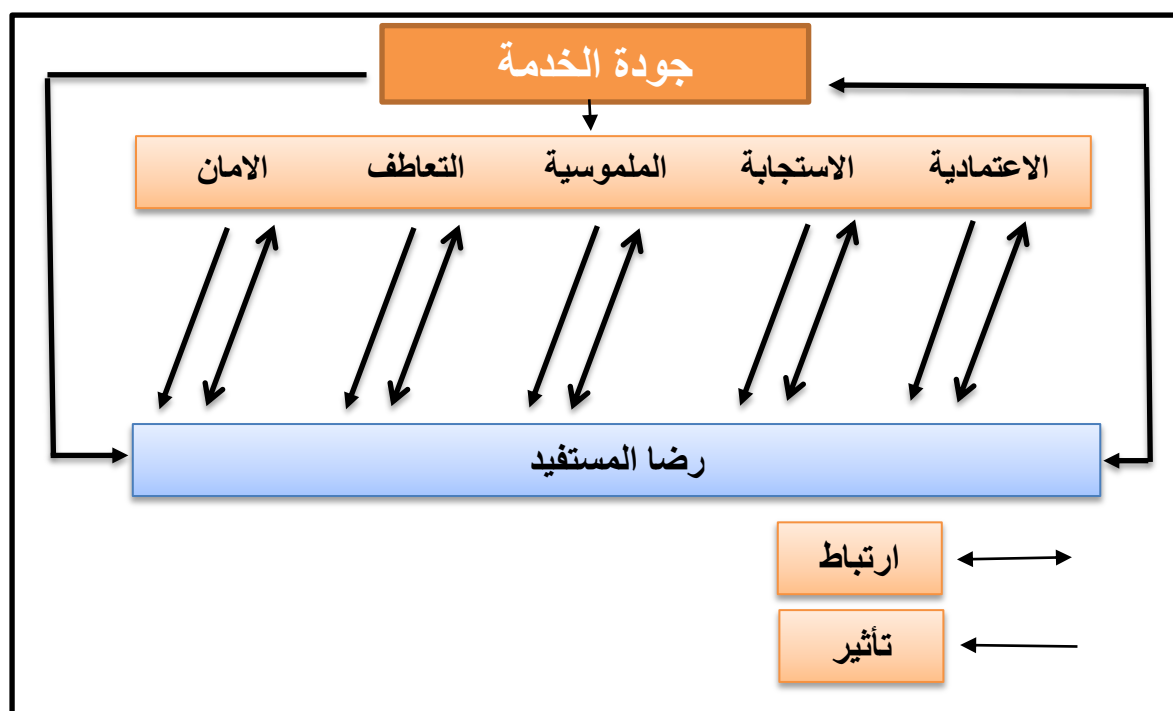 جودة الخدمة
الاعتمادية الاستجابة الملموسية التعاطف الامان
رضا المستفيد
ارتباط
تأثير